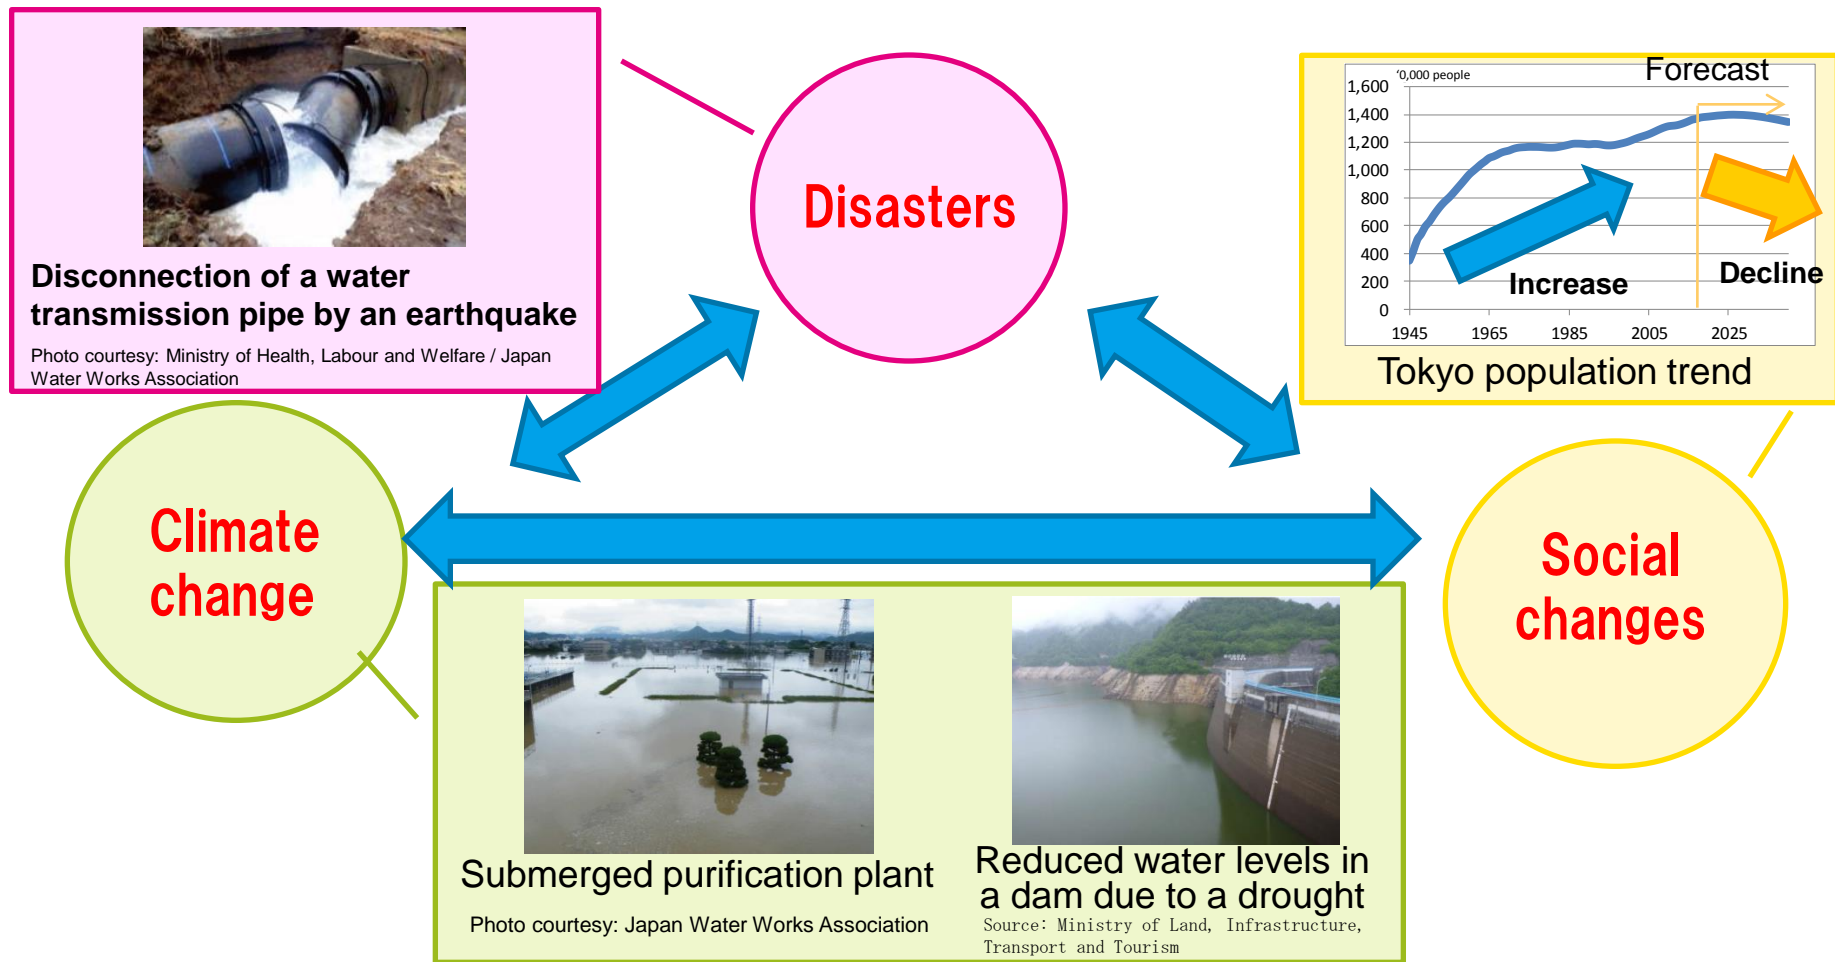 Disconnection of a water
transmission pipe by an earthquake
Photo courtesy: Ministry of Health, Labour and Welfare / Japan
Water Works Association
Disasters
'0,000 people
Forecast
1,600
1,400
1,200
1,000
800
600
400
200
0
1945
1965
1985
2005
2025
Increase
Decline
Tokyo population trend
Climate
change
Social
changes
Submerged purification plant
Photo courtesy: Japan Water Works Association
Reduced water levels in
a dam due to a drought
Source: Ministry of Land, Infrastructure,
Transport and Tourism